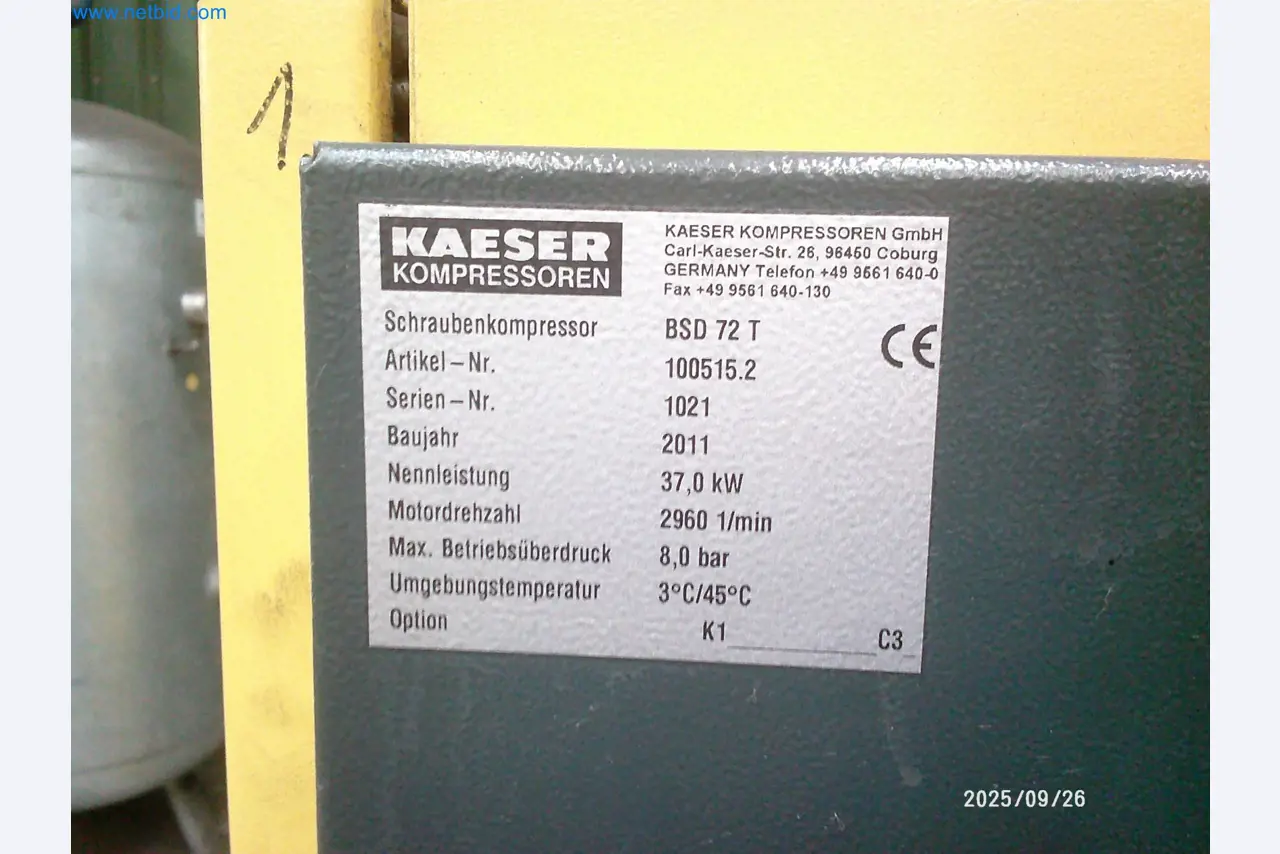 www.netbid.com
1
KAESER
KOMPRESSOREN
KAESER KOMPRESSOREN GmbH
Carl-Kaeser-Str. 26, 96450 Coburg
GERMANY Telefon +49 9561 640-0
Fax +49 9561 640-130
CE
Schraubenkompressor BSD 72 T
Artikel-Nr. 100515.2
Serien-Nr. 1021
Baujahr 2011
Nennleistung 37,0 kW
Motordrehzahl 2960 1/min
Max. Betriebsüberdruck 8,0 bar
Umgebungstemperatur 3°C/45°C
Option K1 C3
2025/09/26